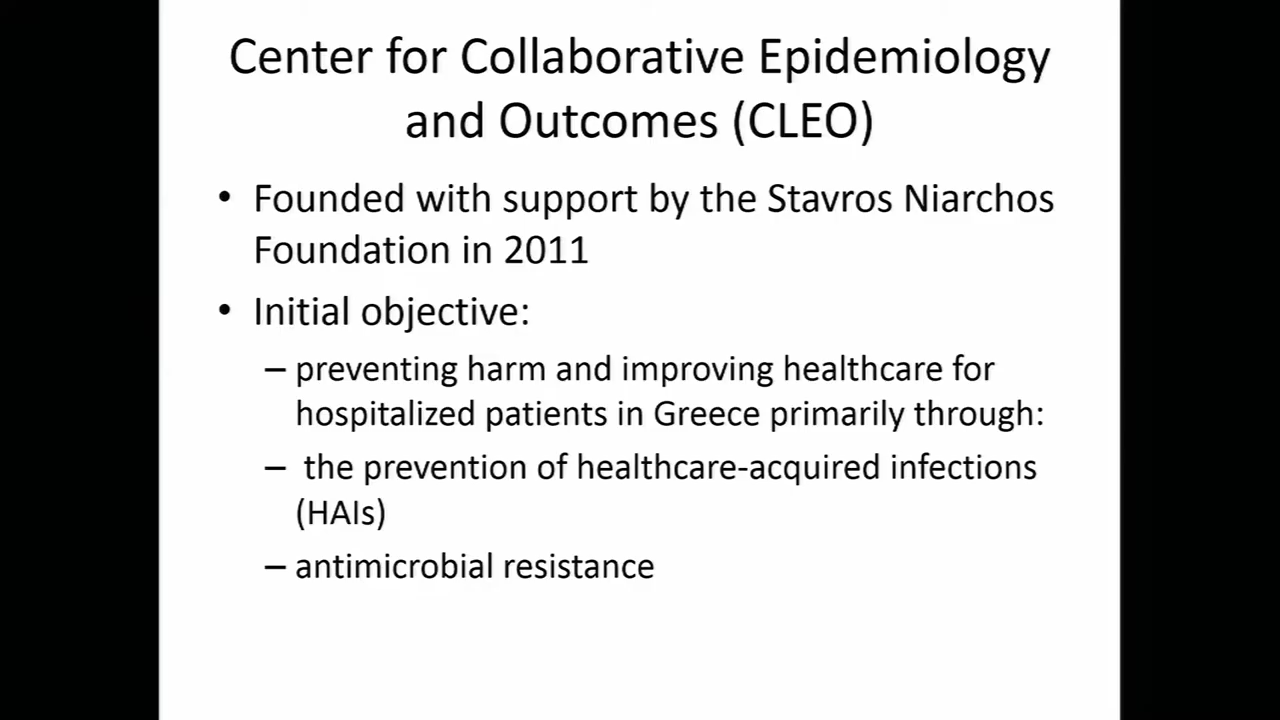 Center for Collaborative Epidemiology
and Outcomes (CLEO)
• Founded with support by the Stavros Niarchos
Foundation in 2011
• Initial objective:
– preventing harm and improving healthcare for
hospitalized patients in Greece primarily through:
– the prevention of healthcare-acquired infections
(HAIs)
– antimicrobial resistance